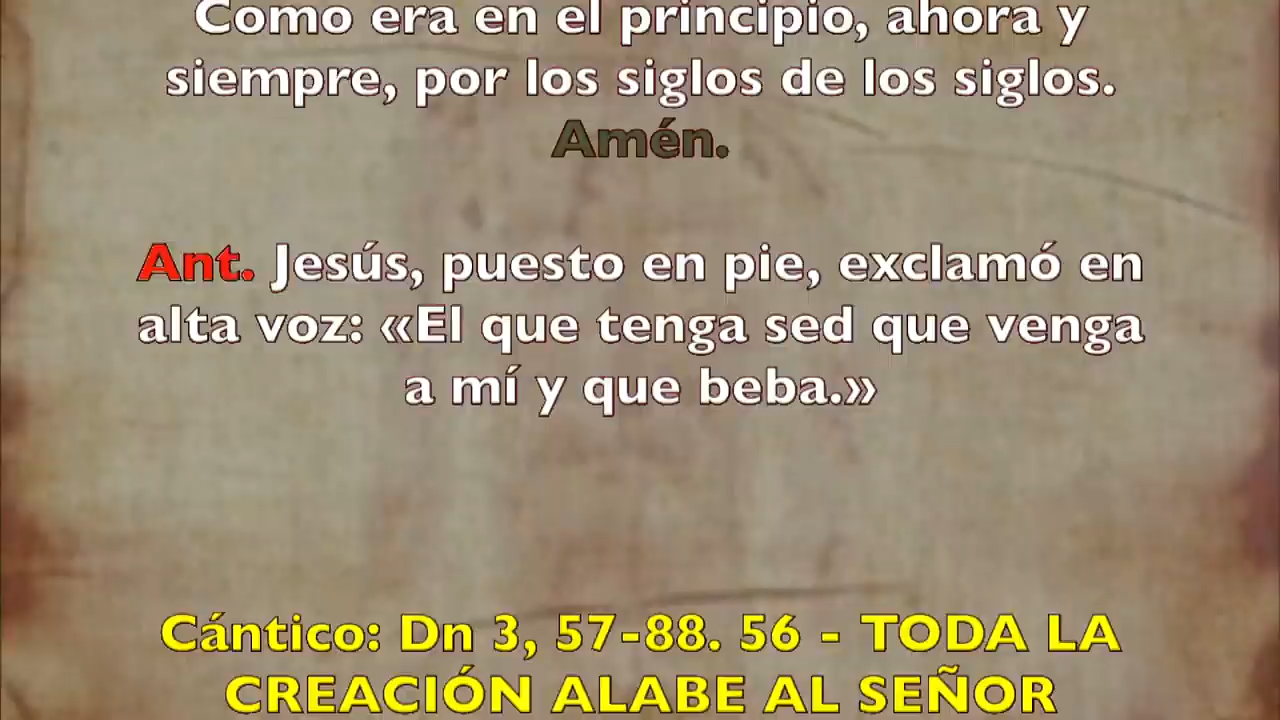 Como era en el principio, ahora y
siempre, por los siglos de los siglos.
Amén.
Ant. Jesús, puesto en pie, exclamó en
alta voz: «El que tenga sed que venga
a mí y que beba.»
Cántico: Dn 3, 57-88. 56 - TODA LA
CREACIÓN ALABE AL SEÑOR